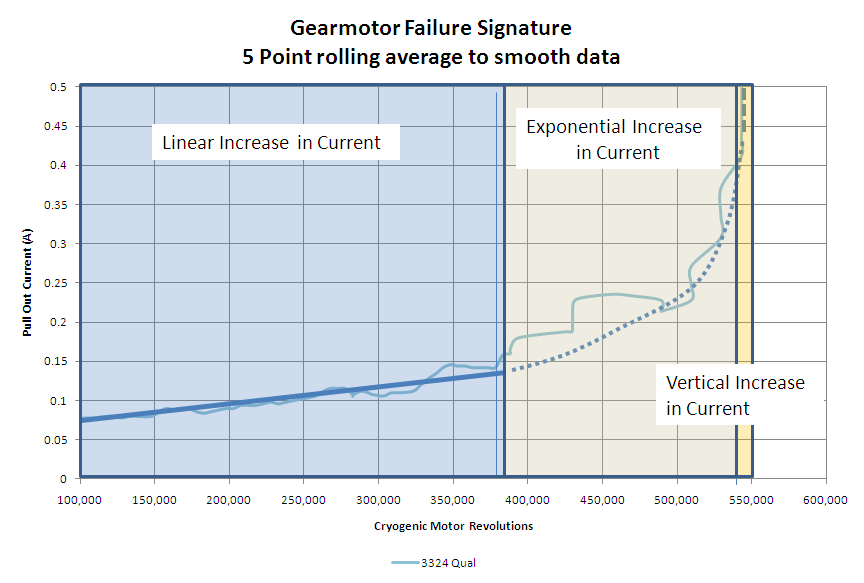 Gearmotor Failure Signature
5 Point rolling average to smooth data
0.5
0.45
0.4
0.35
0.3
0.25
0.2
0.15
0.1
0.05
0
Pull Out Current (A)
Linear Increase in Current
Exponential Increase
in Current
Vertical Increase
in Current
100,000 150,000 200,000 250,000 300,000 350,000 400,000 450,000 500,000 550,000 600,000
Cryogenic Motor Revolutions
3324 Qual